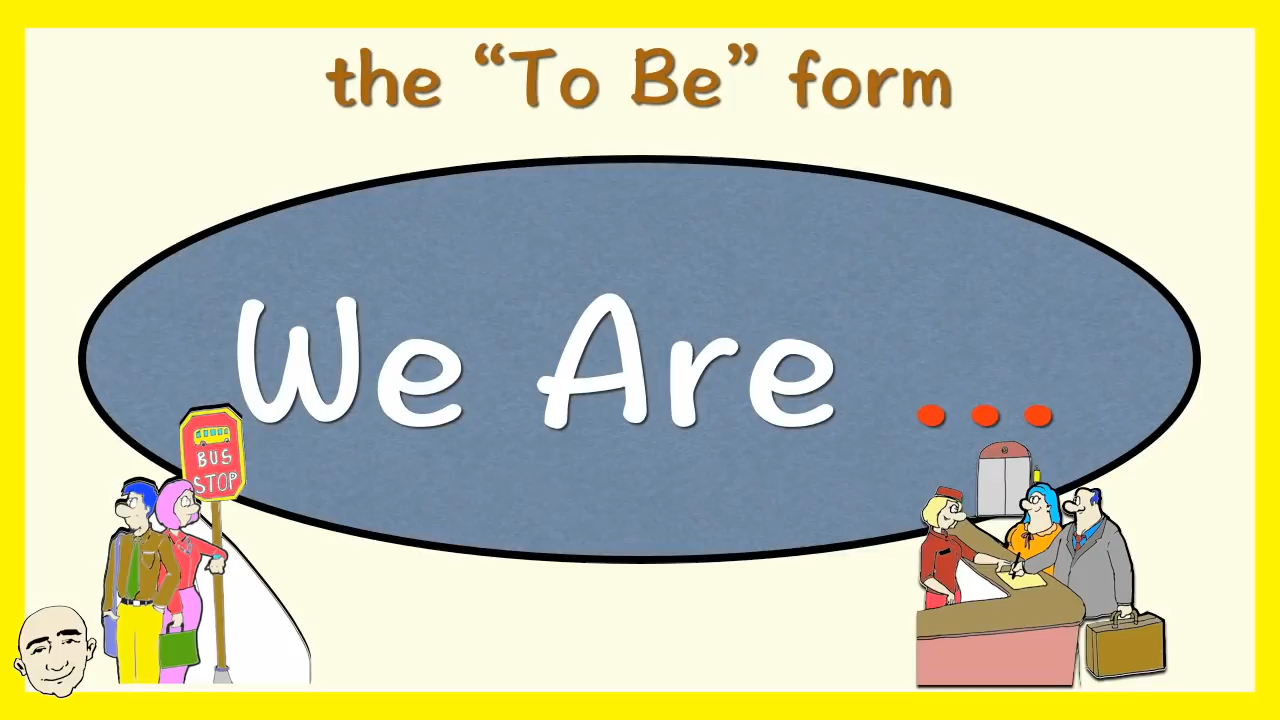 the “To Be” form
We Are ...
BUS
STOP